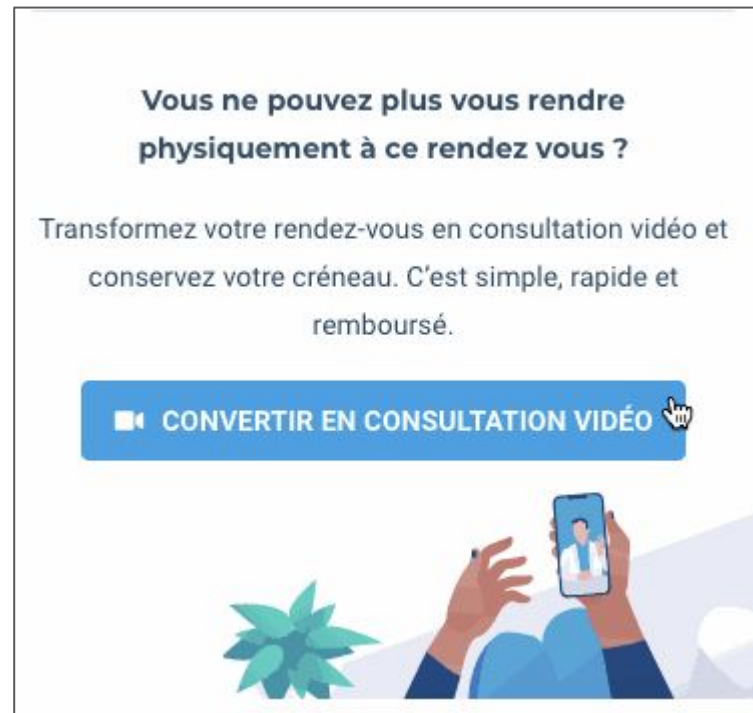 Vous ne pouvez plus vous rendre
physiquement à ce rendez vous ?
Transformez votre rendez-vous en consultation vidéo et
conservez votre créneau. C'est simple, rapide et
remboursé.
CONVERTIR EN CONSULTATION VIDÉO